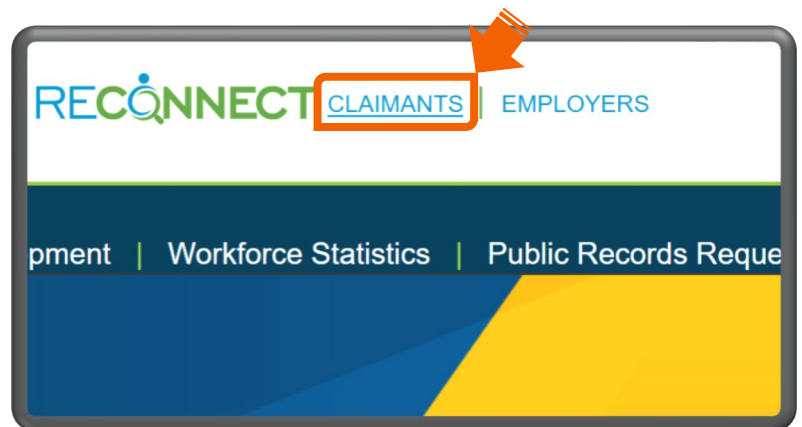 RECONNECT CLAIMANTS | EMPLOYERS
pment | Workforce Statistics | Public Records Reque